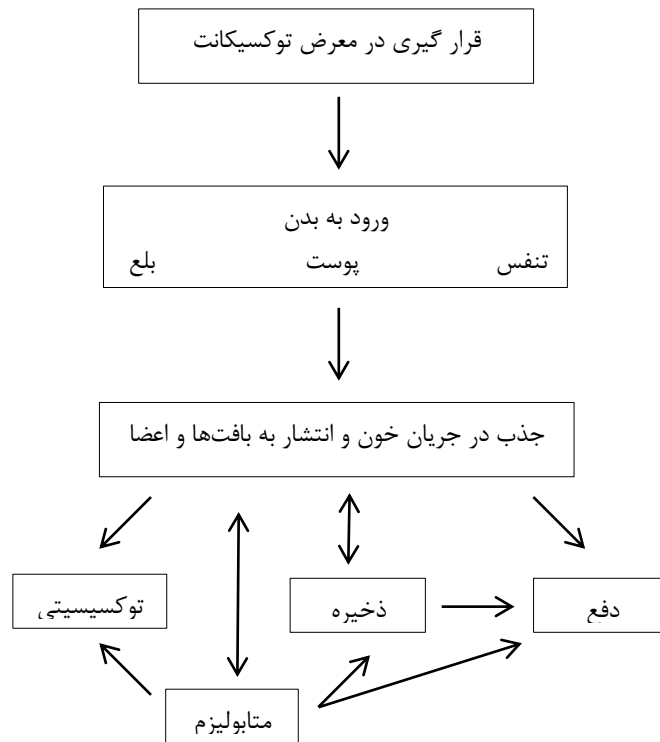 قرار گیری در معرض توکسیکانت
ورود به بدن
تنفس پوست بلع
جذب در جریان خون و انتشار به بافت‌ها و اعضا
دفع ذخیره توکسیسیتی
متابولیزم